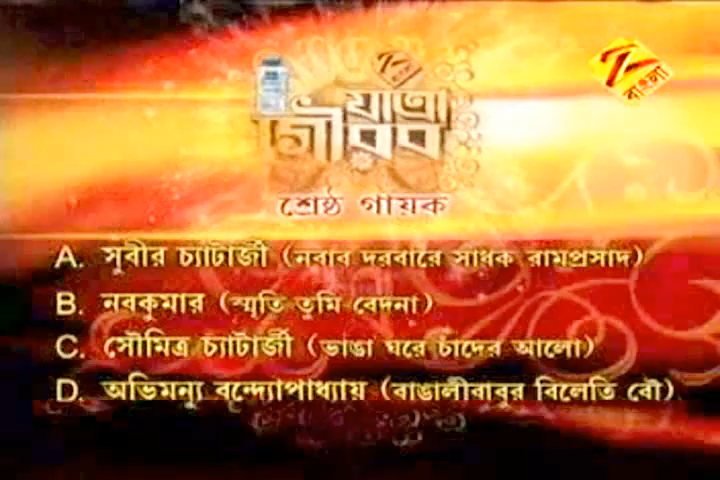 বাংলা
যাত্রা
গৌরব
শ্রেষ্ঠ গায়ক
A. সুবীর চ্যাটার্জী (নবাব দরবারে সাধক রামপ্রসাদ)
B. নবকুমার (স্মৃতি তুমি বেদনা)
C. সৌমিত্র চ্যাটার্জী (ভাঙা ঘরে চাঁদের আলো)
D. অভিমন্যু বন্দ্যোপাধ্যায় (বাঙালীবাবুর বিলেতি বৌ)